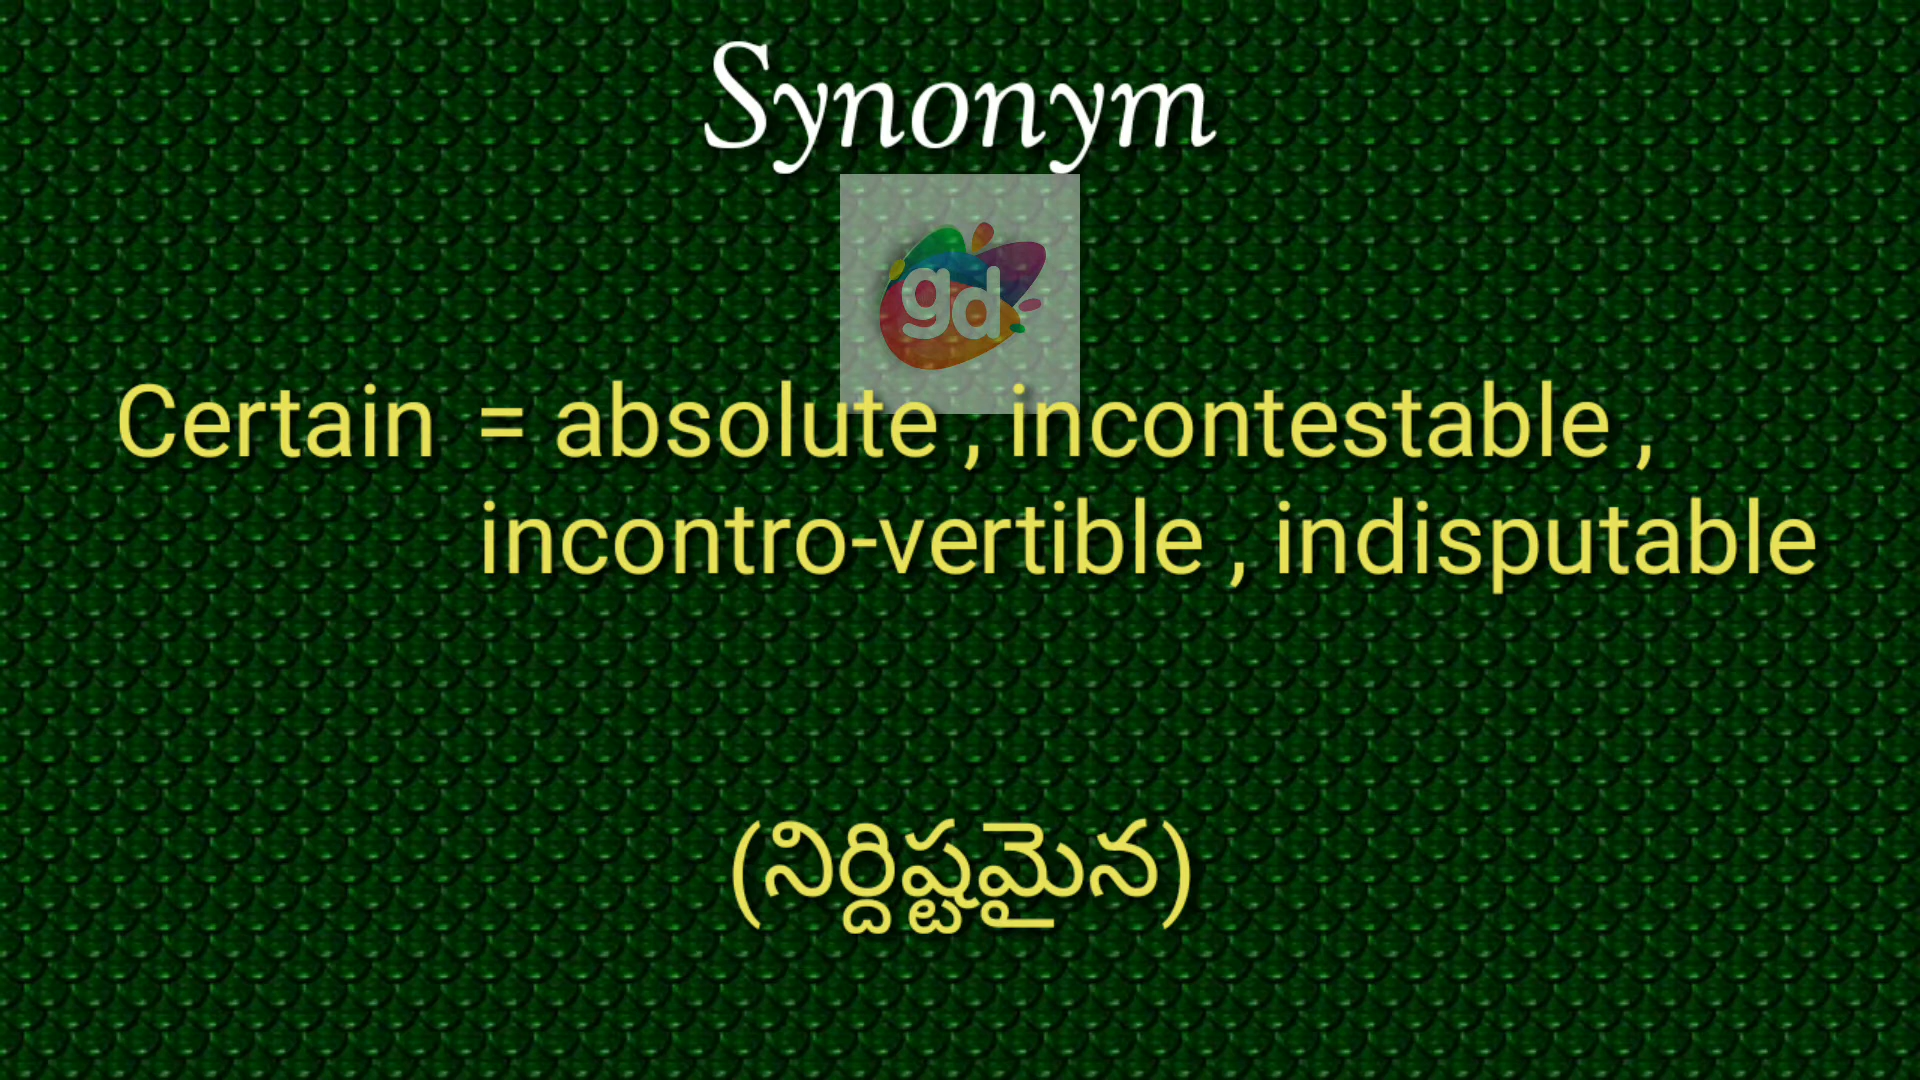 Synonym
gd
Certain = absolute , incontestable ,
incontro-vertible , indisputable
(నిర్దిష్టమైన)